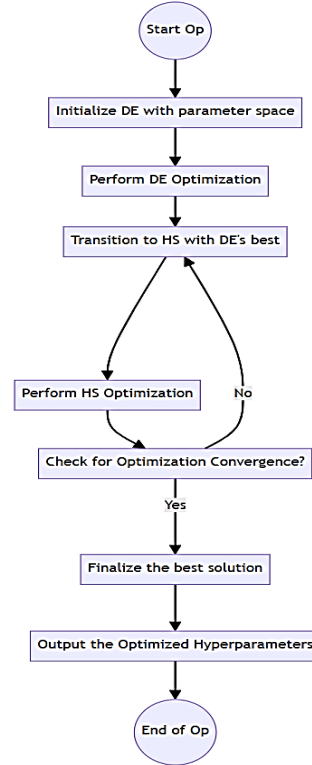 Start Op
Initialize DE with parameter space
Perform DE Optimization
Transition to HS with DE's best
Perform HS Optimization
No
Check for Optimization Convergence?
Yes
Finalize the best solution
Output the Optimized Hyperparameters
End of Op